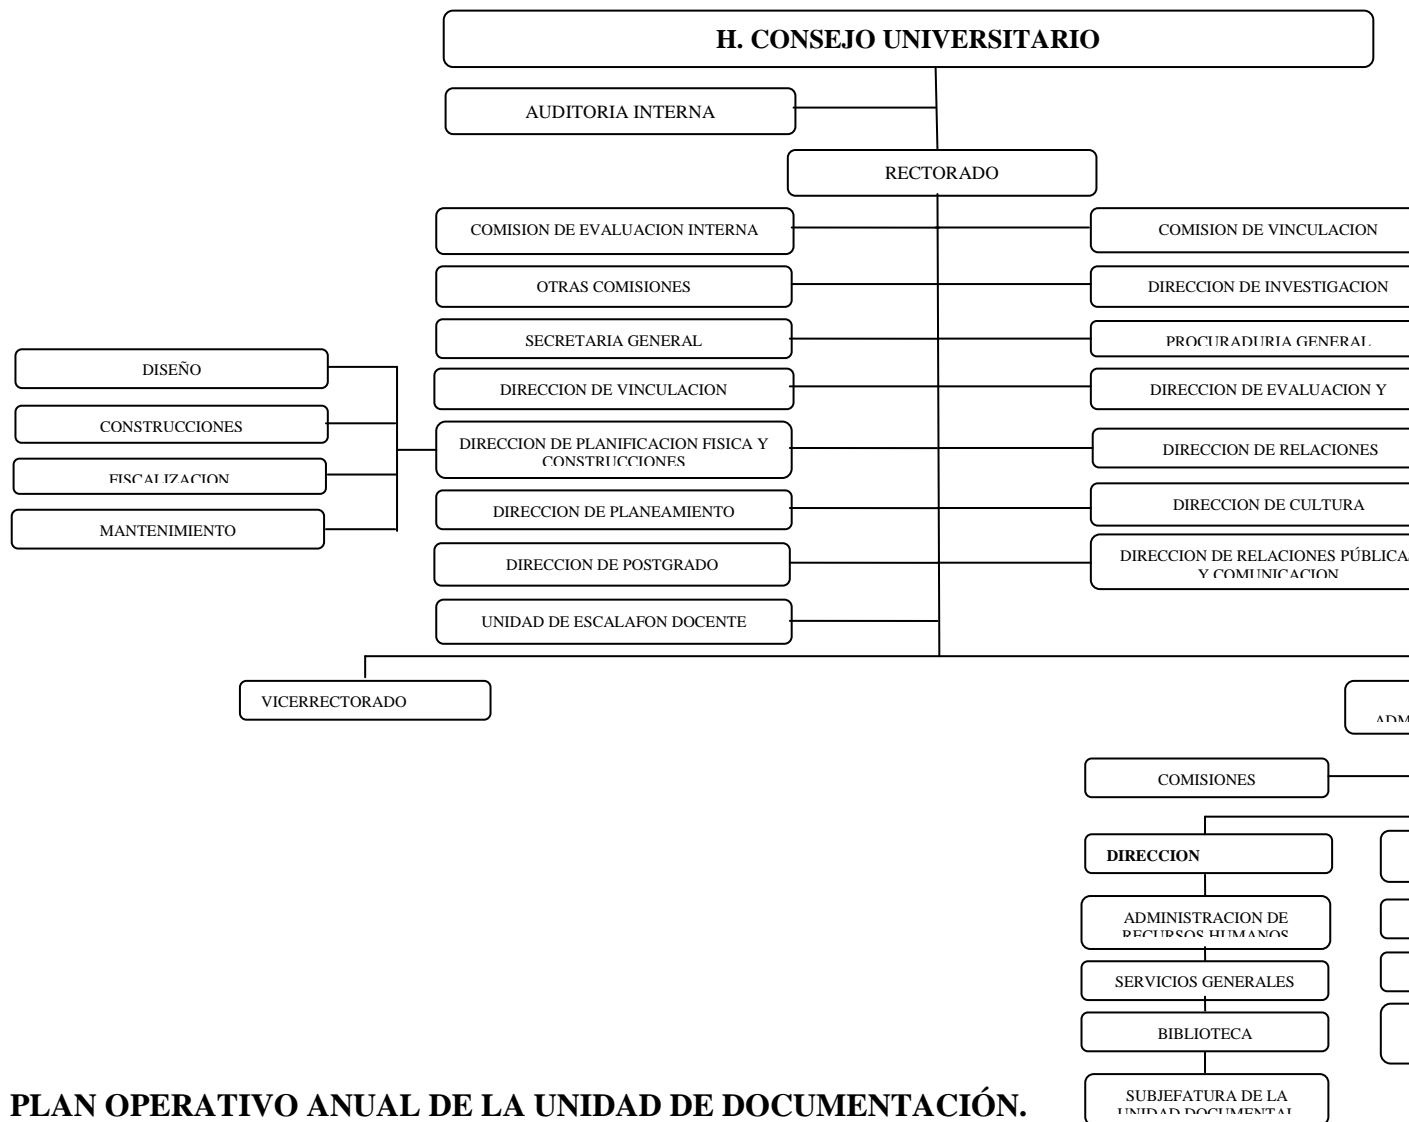 H. CONSEJO UNIVERSITARIO
AUDITORIA INTERNA
RECTORADO
COMISION DE EVALUACION INTERNA
COMISION DE VINCULACION
OTRAS COMISIONES
DIRECCION DE INVESTIGACION
SECRETARIA GENERAL
PROCURADURIA GENERAL
DISEÑO
DIRECCION DE VINCULACION
DIRECCION DE EVALUACION Y
CONSTRUCCIONES
DIRECCION DE PLANIFICACION FISICA Y
CONSTRUCCIONES
DIRECCION DE RELACIONES
FISCALIZACION
DIRECCION DE PLANEAMIENTO
DIRECCION DE CULTURA
MANTENIMIENTO
DIRECCION DE POSTGRADO
DIRECCION DE RELACIONES PÚBLICA
Y COMUNICACION
UNIDAD DE ESCALAFON DOCENTE
VICERRECTORADO
ADM
COMISIONES
DIRECCION
ADMINISTRACION DE
RECURSOS HUMANOS
SERVICIOS GENERALES
BIBLIOTECA
SUBJEFATURA DE LA
UNIDAD DOCUMENTAL
PLAN OPERATIVO ANUAL DE LA UNIDAD DE DOCUMENTACIÓN.